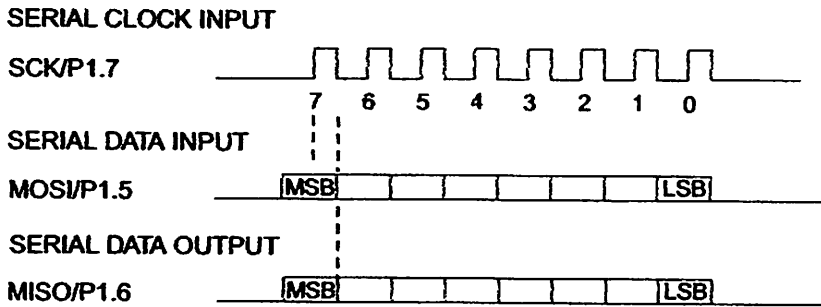 SERIAL CLOCK INPUT
SCK/P1.7
7 6 5 4 3 2 1 0
SERIAL DATA INPUT
MOSI/P1.5 MSB LSB
SERIAL DATA OUTPUT
MISO/P1.6 MSB LSB